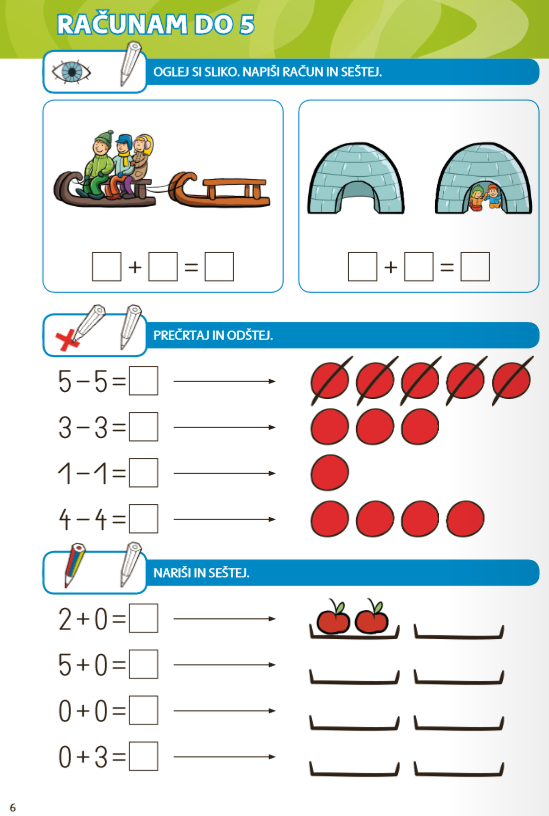 RAČUNAM DO 5
OGLEJ SI SLIKO. NAPIŠI RAČUN IN SEŠTEJ.
□ + □ = □
□ + □ = □
PREČRTAJ IN ODŠTEJ.
5 – 5 = □
3 – 3 = □
1 – 1 = □
4 – 4 = □
NARIŠI IN SEŠTEJ.
2 + 0 = □
5 + 0 = □
0 + 0 = □
0 + 3 = □
6